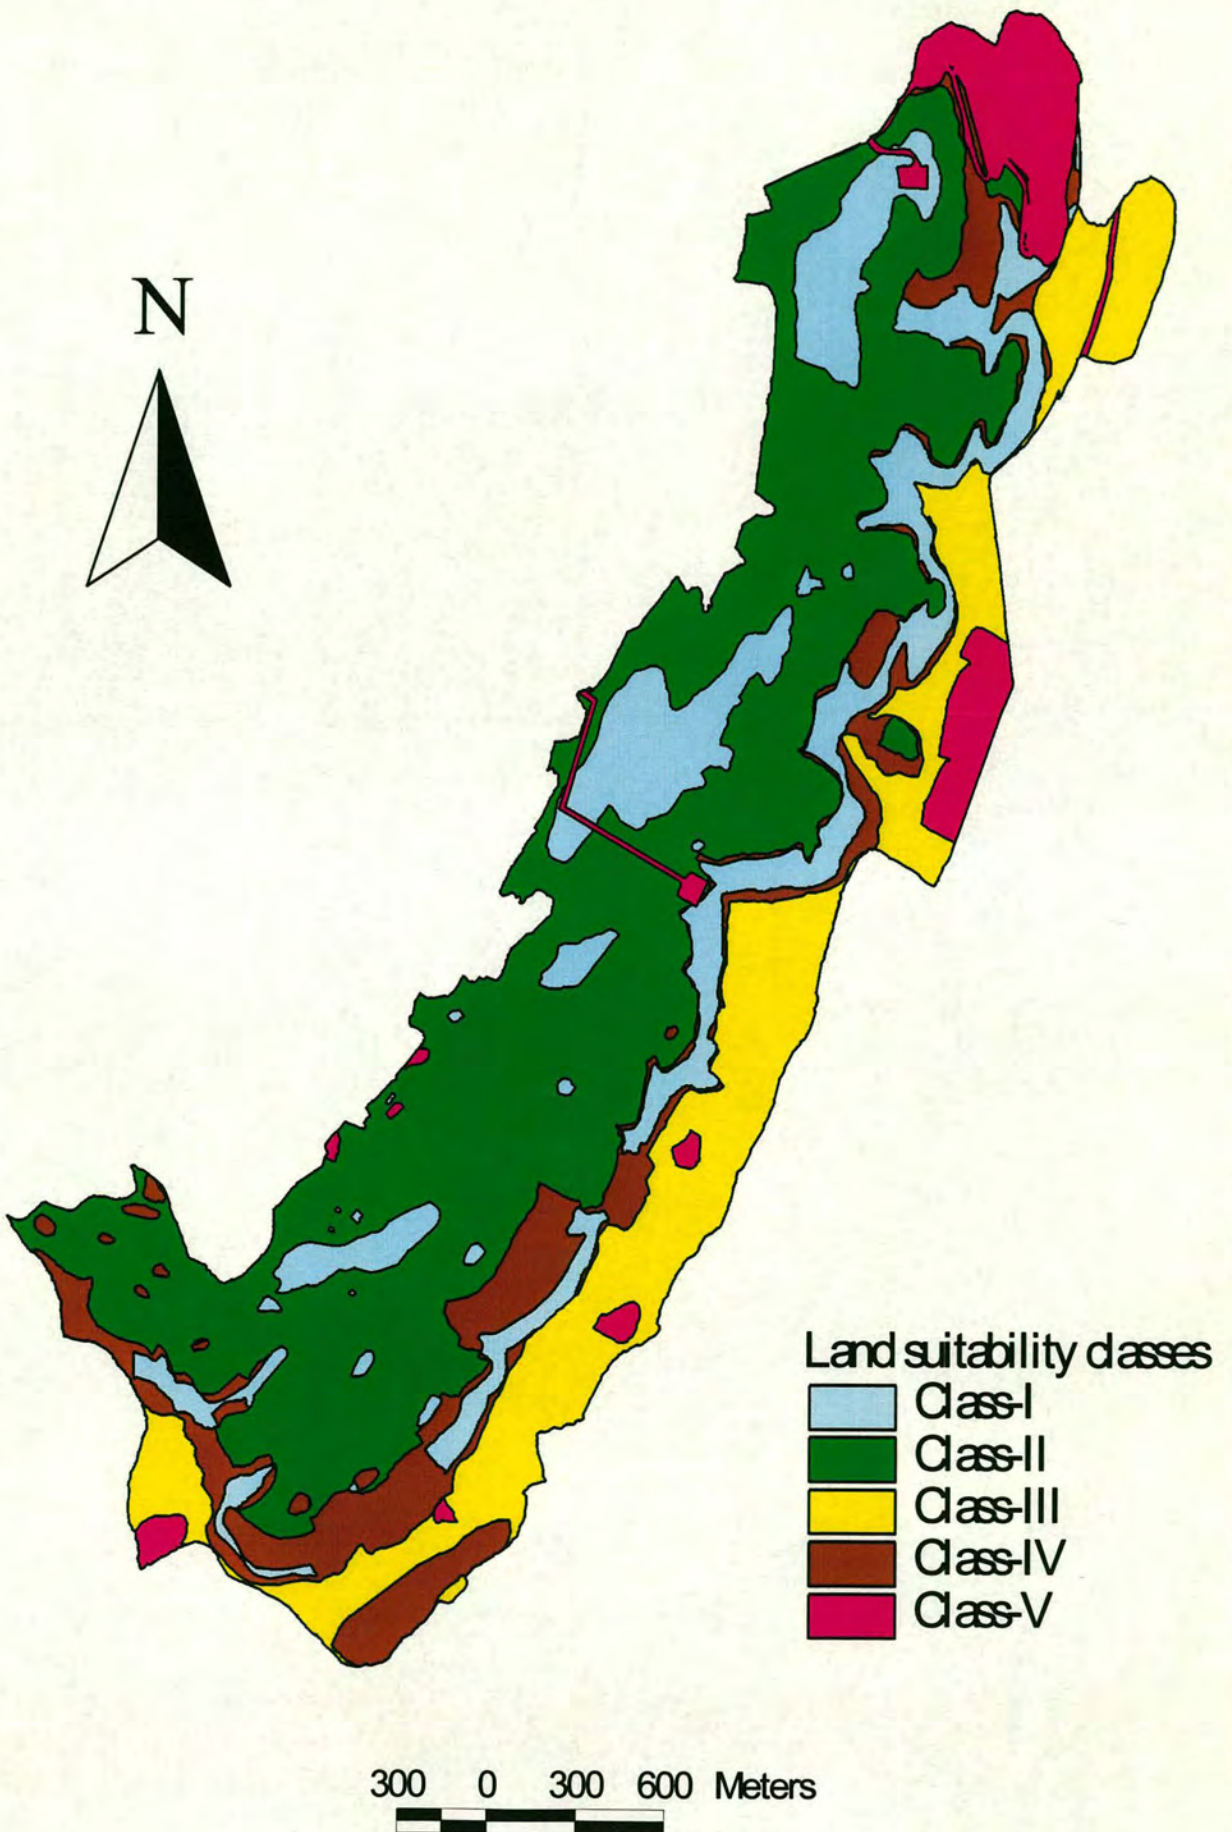 N
Land suitability classes
Class-I
Class-II
Class-III
Class-IV
Class-V
300 0 300 600 Meters